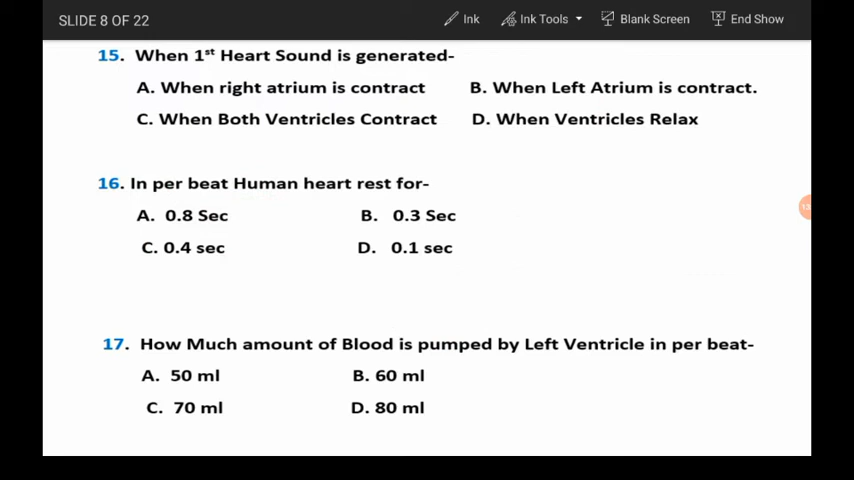 SLIDE 8 OF 22 Ink Ink Tools Blank Screen End Show
15. When 1st Heart Sound is generated-
A. When right atrium is contract B. When Left Atrium is contract.
C. When Both Ventricles Contract D. When Ventricles Relax
16. In per beat Human heart rest for-
A. 0.8 Sec B. 0.3 Sec
C. 0.4 sec D. 0.1 sec
17. How Much amount of Blood is pumped by Left Ventricle in per beat-
A. 50 ml B. 60 ml
C. 70 ml D. 80 ml